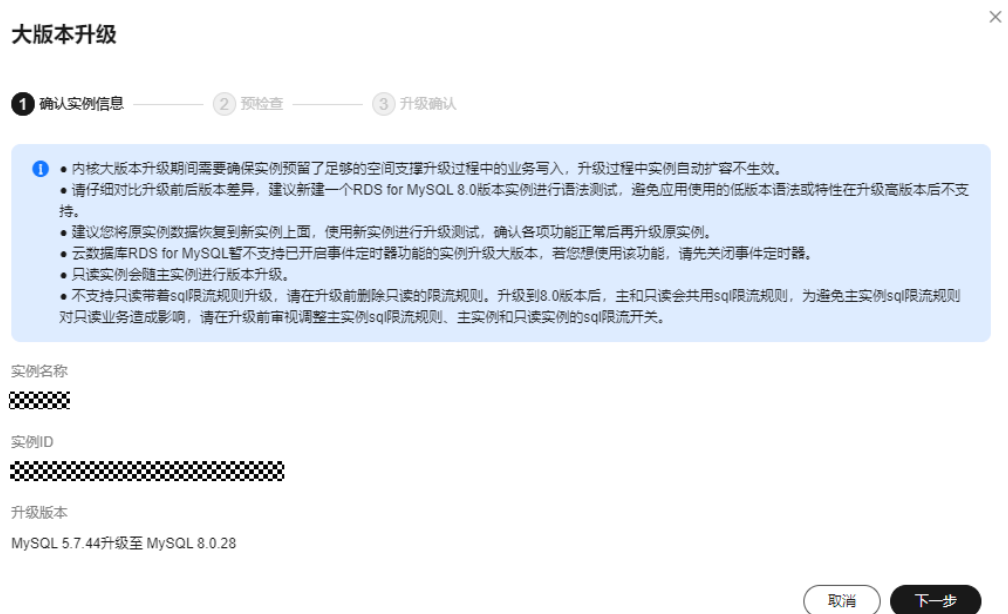 大版本升级
1 确认实例信息 2 预检查 3 升级确认
● 内核大版本升级期间需要确保实例预留了足够的空间支撑升级过程中的业务写入，升级过程中实例自动扩容不生效。
● 请仔细对比升级前后版本差异，建议新建一个RDS for MySQL 8.0版本实例进行语法测试，避免应用使用的低版本语法或特性在升级高版本后不支
持。
● 建议您将原实例数据恢复到新实例上面，使用新实例进行升级测试，确认各项功能正常后再升级原实例。
● 云数据库RDS for MySQL暂不支持已开启事件定时器功能的实例升级大版本，若您想使用该功能，请先关闭事件定时器。
● 只读实例会随主实例进行版本升级。
● 不支持只读带着sql限流规则升级，请在升级前删除只读的限流规则。升级到8.0版本后，主和只读会共用sql限流规则，为避免主实例sql限流规则
对只读业务造成影响，请在升级前审视调整主实例sql限流规则、主实例和只读实例的sql限流开关。
实例名称
实例ID
升级版本
MySQL 5.7.44升级至 MySQL 8.0.28
取消 下一步